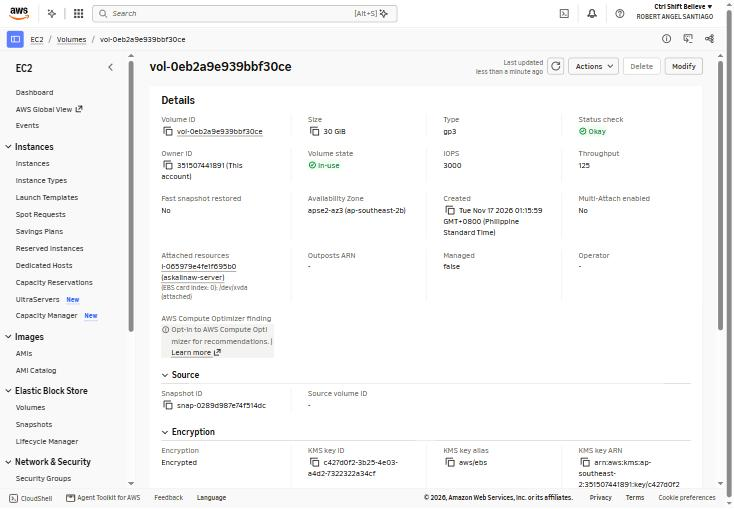 aws
Search
[Alt+S]
Ctrl Shift Believe ▼
ROBERT ANGEL SANTIAGO
EC2 / Volumes / vol-0eb2a9e939bbf30ce
EC2
Dashboard
AWS Global View
Events
Instances
Instances
Instance Types
Launch Templates
Spot Requests
Savings Plans
Reserved Instances
Dedicated Hosts
Capacity Reservations
UltraServers New
Capacity Manager New
Images
AMIs
AMI Catalog
Elastic Block Store
Volumes
Snapshots
Lifecycle Manager
Network & Security
Security Groups
vol-0eb2a9e939bbf30ce
Last updated
less than a minute ago
Actions
Delete
Modify
Details
Volume ID
vol-0eb2a9e939bbf30ce
Size
30 GiB
Type
gp3
Status check
Okay
Owner ID
351507441891 (This
account)
Volume state
In-use
IOPS
3000
Throughput
125
Fast snapshot restored
No
Availability Zone
apse2-az3 (ap-southeast-2b)
Created
Tue Nov 17 2026 01:15:59
GMT+0800 (Philippine
Standard Time)
Multi-Attach enabled
No
Attached resources
i-065979e4fe1f695b0
(askallnaw-server)
(EBS card index: 0): /dev/xvda
(attached)
Outposts ARN
-
Managed
false
Operator
-
AWS Compute Optimizer finding
Opt-in to AWS Compute Opti
mizer for recommendations. |
Learn more
Source
Snapshot ID
snap-0289d987e74f514dc
Source volume ID
-
Encryption
Encryption
Encrypted
KMS key ID
c427d0f2-3b25-4e03-
a4d2-7322322a34cf
KMS key alias
aws/ebs
KMS key ARN
arn:aws:kms:ap-
southeast-
2:351507441891:key/c427d0f2
CloudShell
Agent Toolkit for AWS
Feedback
Language
© 2026, Amazon Web Services, Inc. or its affiliates.
Privacy
Terms
Cookie preferences